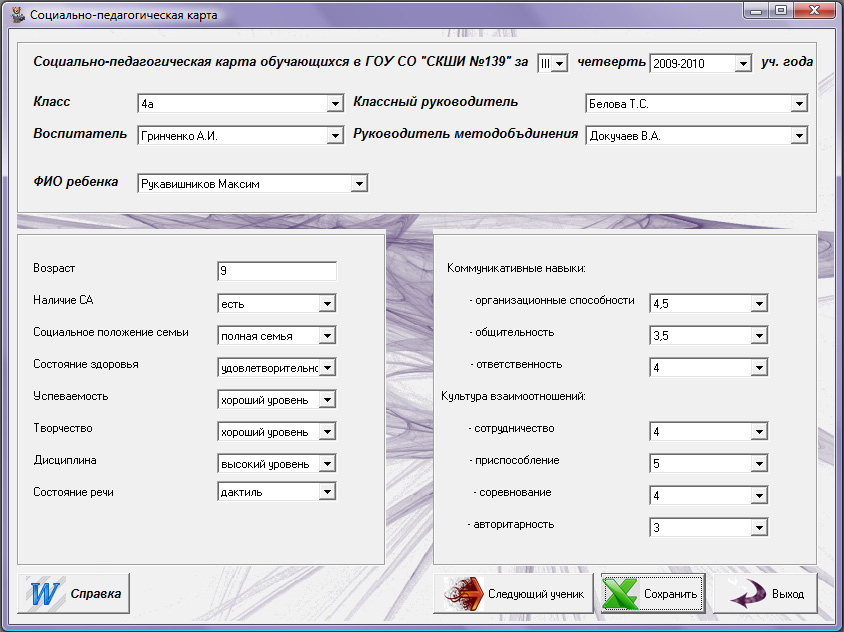 Социально-педагогическая карта
Социально-педагогическая карта обучающихся в ГОУ СО "СКШИ №139" за III четверть 2009-2010 уч. года
Класс 4а Классный руководитель Белова Т.С.
Воспитатель Гринченко А.И. Руководитель методобъдинения Докучаев В.А.
ФИО ребенка Рукавишников Максим
Возраст 9
Наличие СА есть
Социальное положение семьи полная семья
Состояние здоровья удовлетворительно
Успеваемость хороший уровень
Творчество хороший уровень
Дисциплина высокий уровень
Состояние речи дактиль
Коммуникативные навыки:
- организационные способности 4,5
- общительность 3,5
- ответственность 4
Культура взаимоотношений:
- сотрудничество 4
- приспособление 5
- соревнование 4
- авторитарность 3
Справка
Следующий ученик
Сохранить
Выход